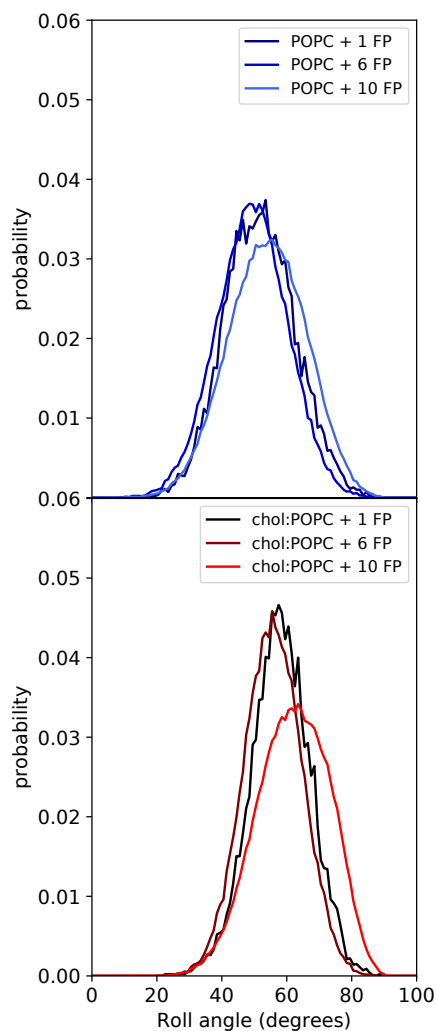 0.06
POPC + 1 FP
POPC + 6 FP
POPC + 10 FP
0.05
0.04
0.03
0.02
0.01
probability
0.06
chol:POPC + 1 FP
chol:POPC + 6 FP
chol:POPC + 10 FP
0.05
0.04
0.03
0.02
0.01
0.00
probability
0 20 40 60 80 100
Roll angle (degrees)